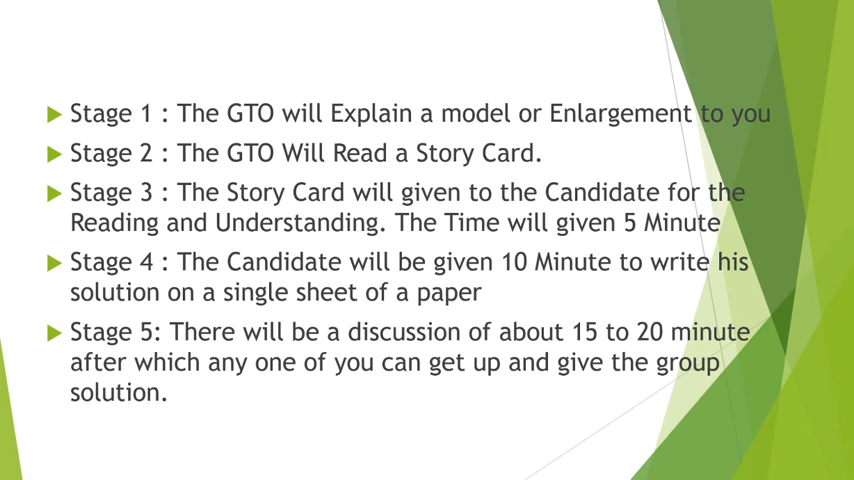 Stage 1 : The GTO will Explain a model or Enlargement to you
Stage 2 : The GTO Will Read a Story Card.
Stage 3 : The Story Card will given to the Candidate for the
Reading and Understanding. The Time will given 5 Minute
Stage 4 : The Candidate will be given 10 Minute to write his
solution on a single sheet of a paper
Stage 5: There will be a discussion of about 15 to 20 minute
after which any one of you can get up and give the group
solution.